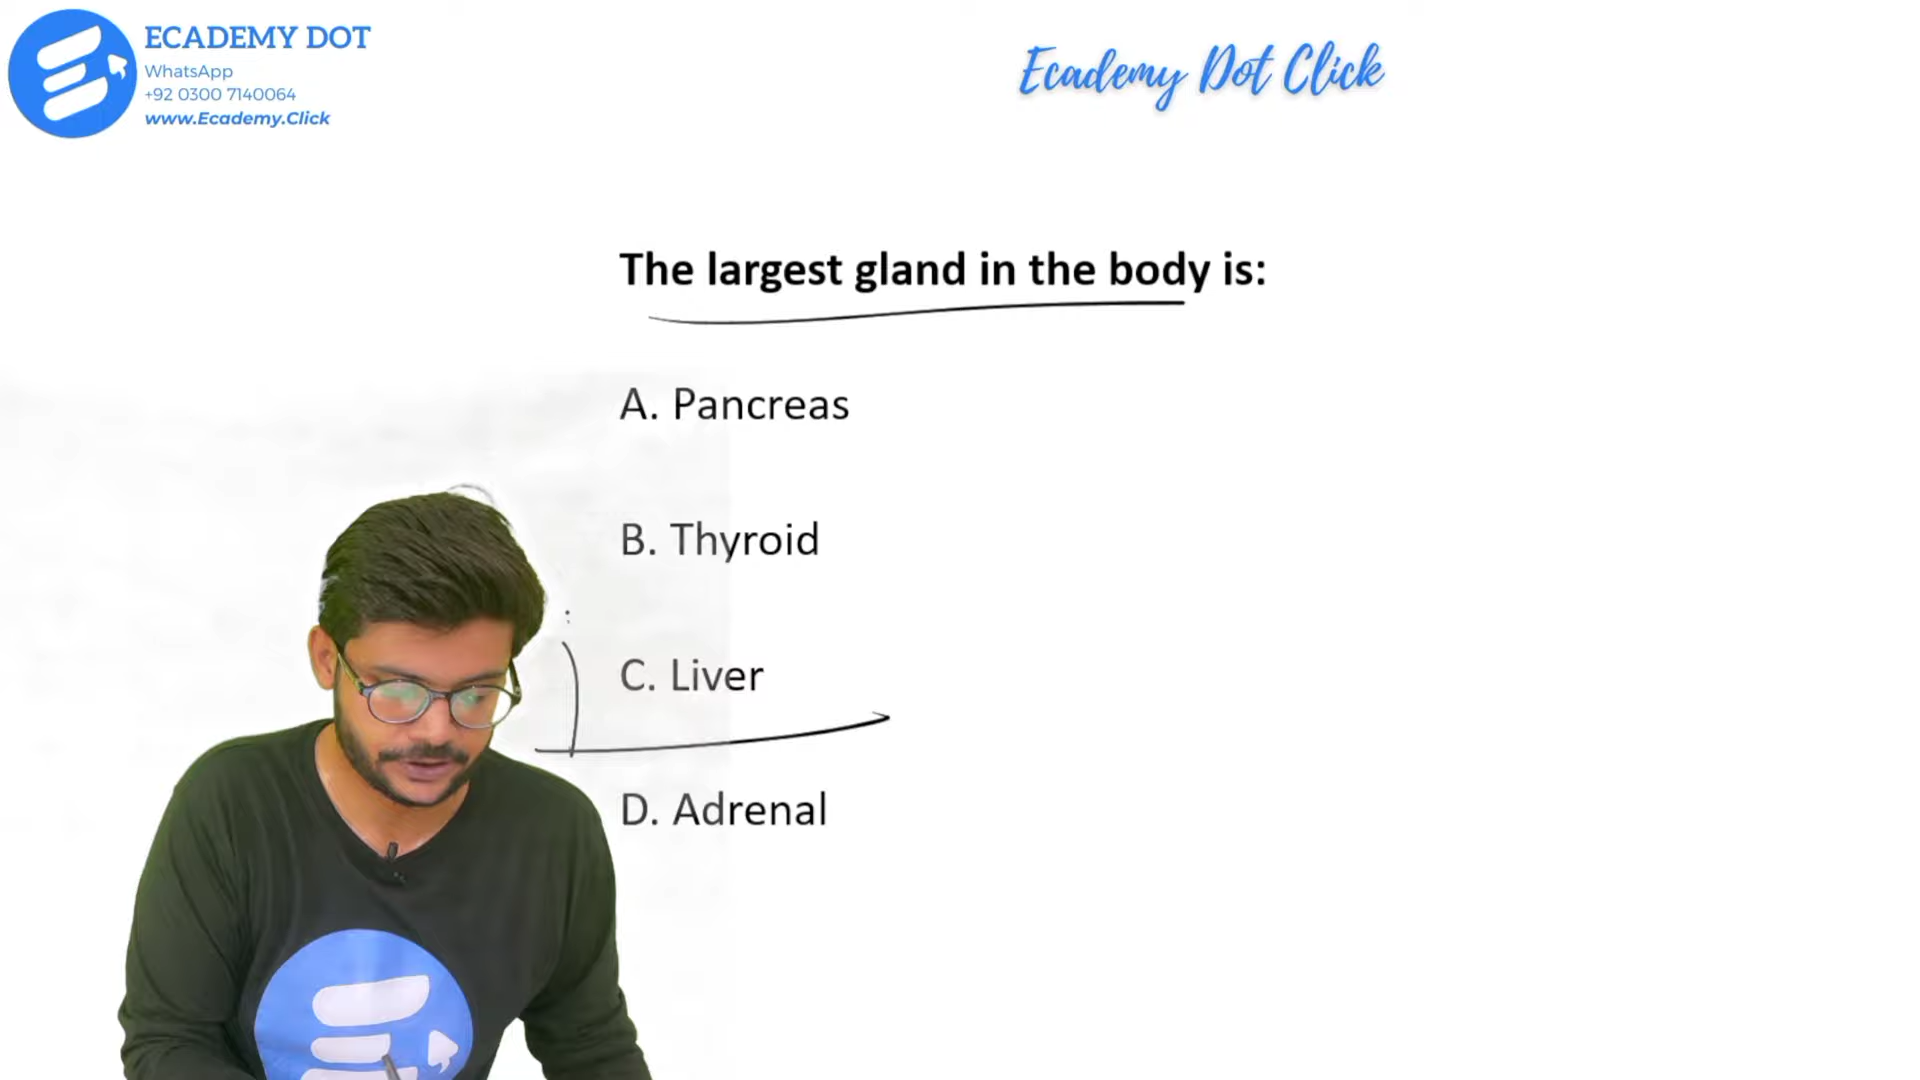 ECADEMY DOT
WhatsApp
+92 0300 7140064
www.Ecademy.Click
Ecademy Dot Click
The largest gland in the body is:
A. Pancreas
B. Thyroid
C. Liver
D. Adrenal